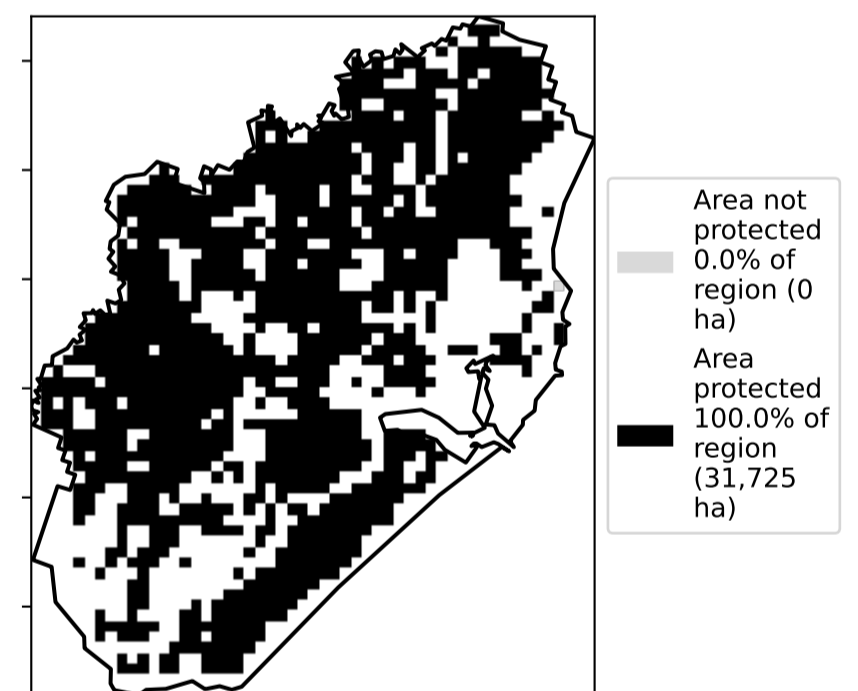 Area not
protected
0.0% of
region (0
ha)
Area
protected
100.0% of
region
(31,725
ha)